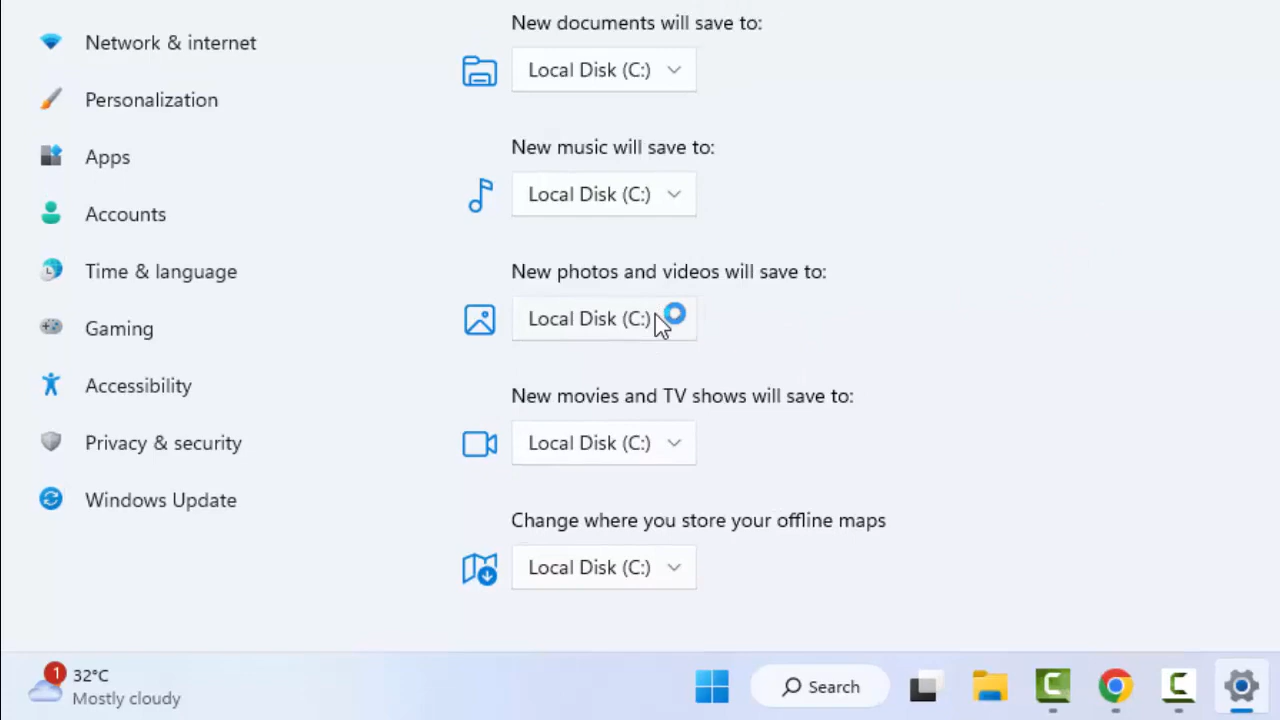 Network & internet
Personalization
Apps
Accounts
Time & language
Gaming
Accessibility
Privacy & security
Windows Update
New documents will save to:
Local Disk (C:)
New music will save to:
Local Disk (C:)
New photos and videos will save to:
Local Disk (C:)
New movies and TV shows will save to:
Local Disk (C:)
Change where you store your offline maps
Local Disk (C:)
1
32°C
Mostly cloudy
Search